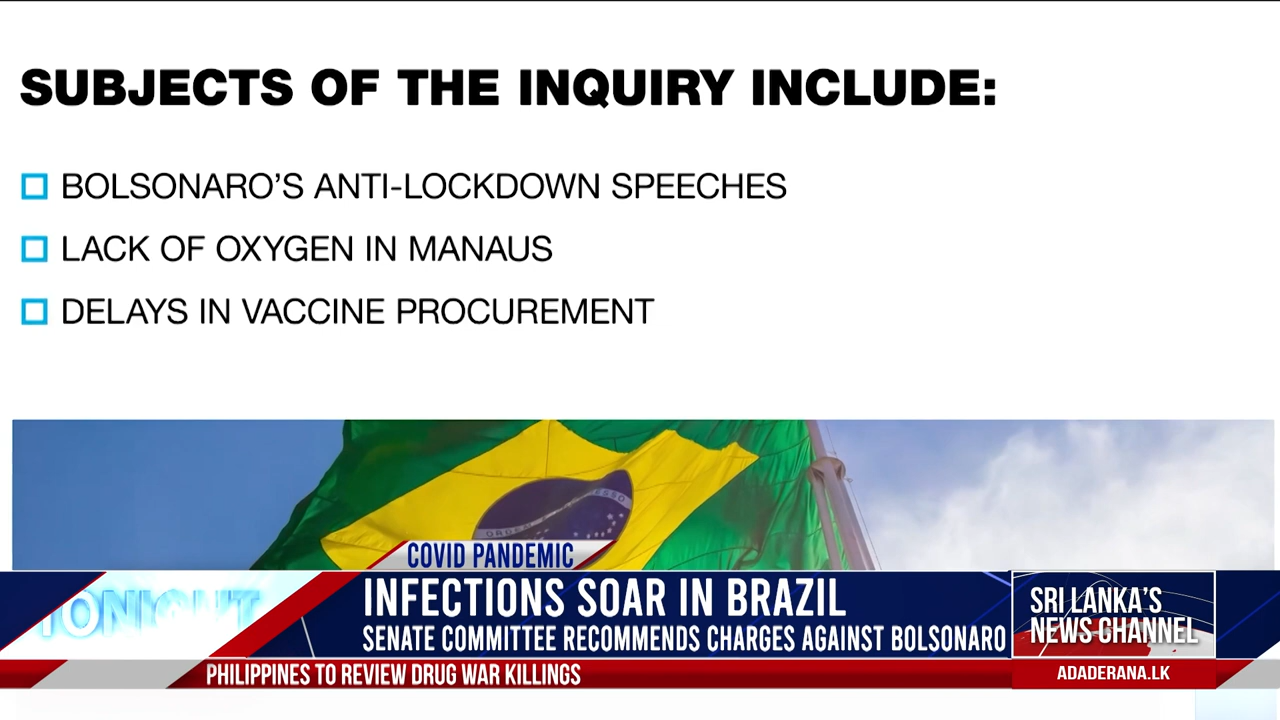 SUBJECTS OF THE INQUIRY INCLUDE:
BOLSONARO'S ANTI-LOCKDOWN SPEECHES
LACK OF OXYGEN IN MANAUS
DELAYS IN VACCINE PROCUREMENT
COVID PANDEMIC
TONIGHT
INFECTIONS SOAR IN BRAZIL
SENATE COMMITTEE RECOMMENDS CHARGES AGAINST BOLSONARO
SRI LANKA'S
NEWS CHANNEL
PHILIPPINES TO REVIEW DRUG WAR KILLINGS
ADADERANA.LK